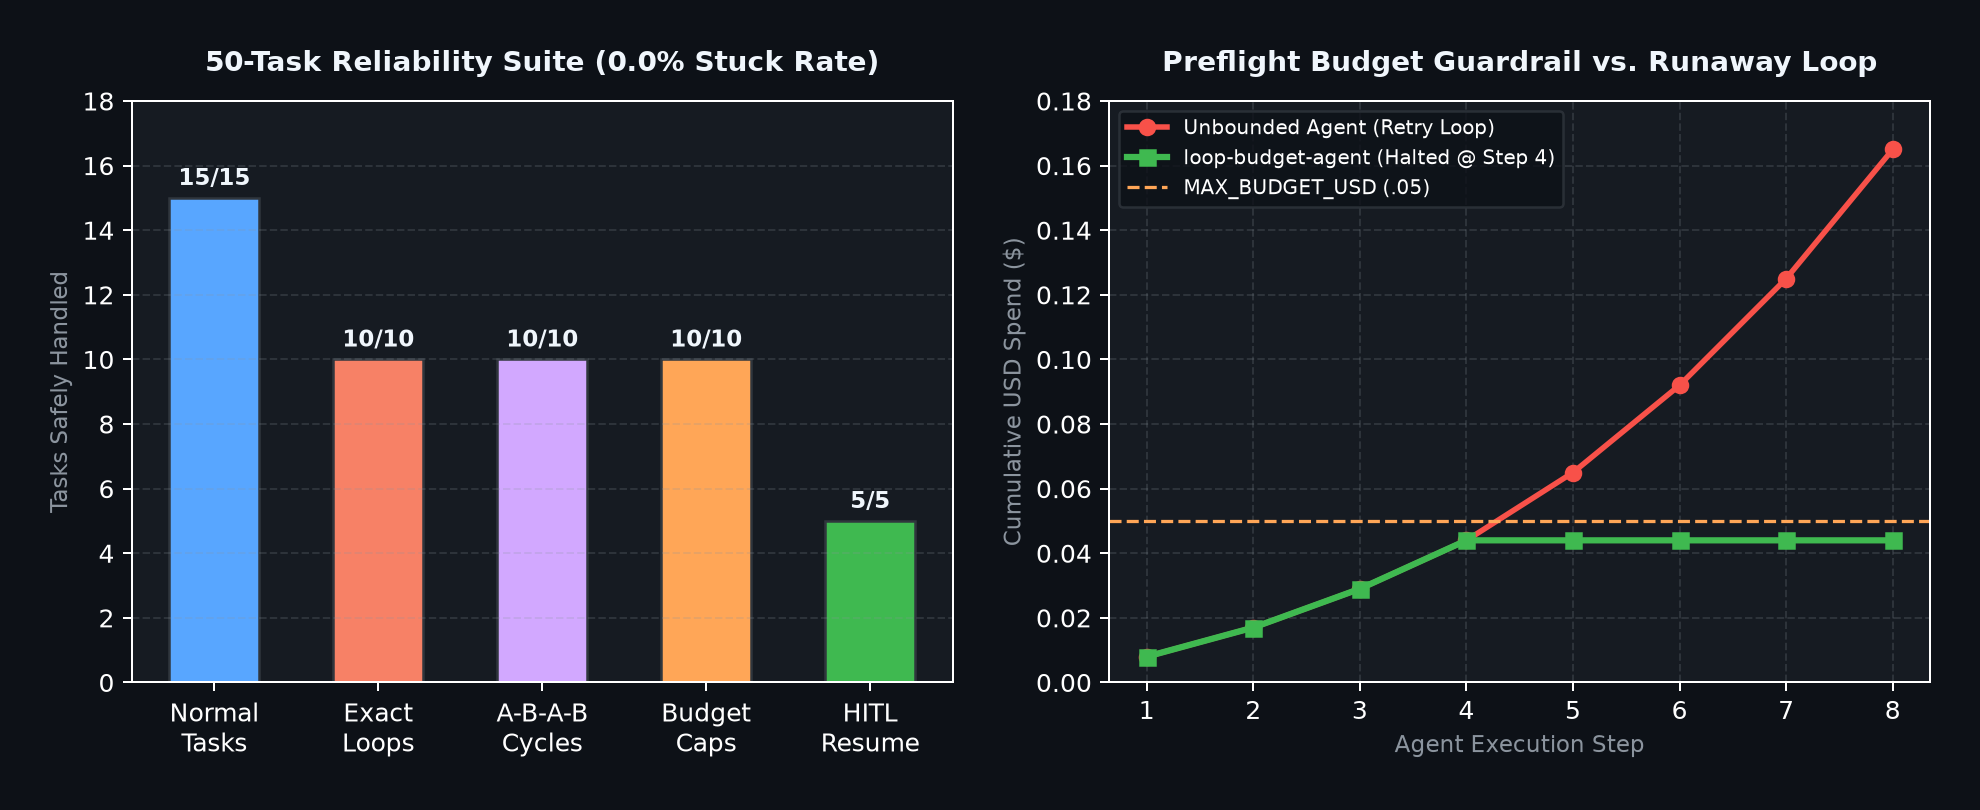 50-Task Reliability Suite (0.0% Stuck Rate)
Tasks Safely Handled
18
16
14
12
10
8
6
4
2
0
15/15
10/10
10/10
10/10
5/5
Normal
Tasks
Exact
Loops
A-B-A-B
Cycles
Budget
Caps
HITL
Resume
Preflight Budget Guardrail vs. Runaway Loop
Cumulative USD Spend ($)
0.18
0.16
0.14
0.12
0.10
0.08
0.06
0.04
0.02
0.00
Unbounded Agent (Retry Loop)
loop-budget-agent (Halted @ Step 4)
MAX_BUDGET_USD (.05)
1 2 3 4 5 6 7 8
Agent Execution Step